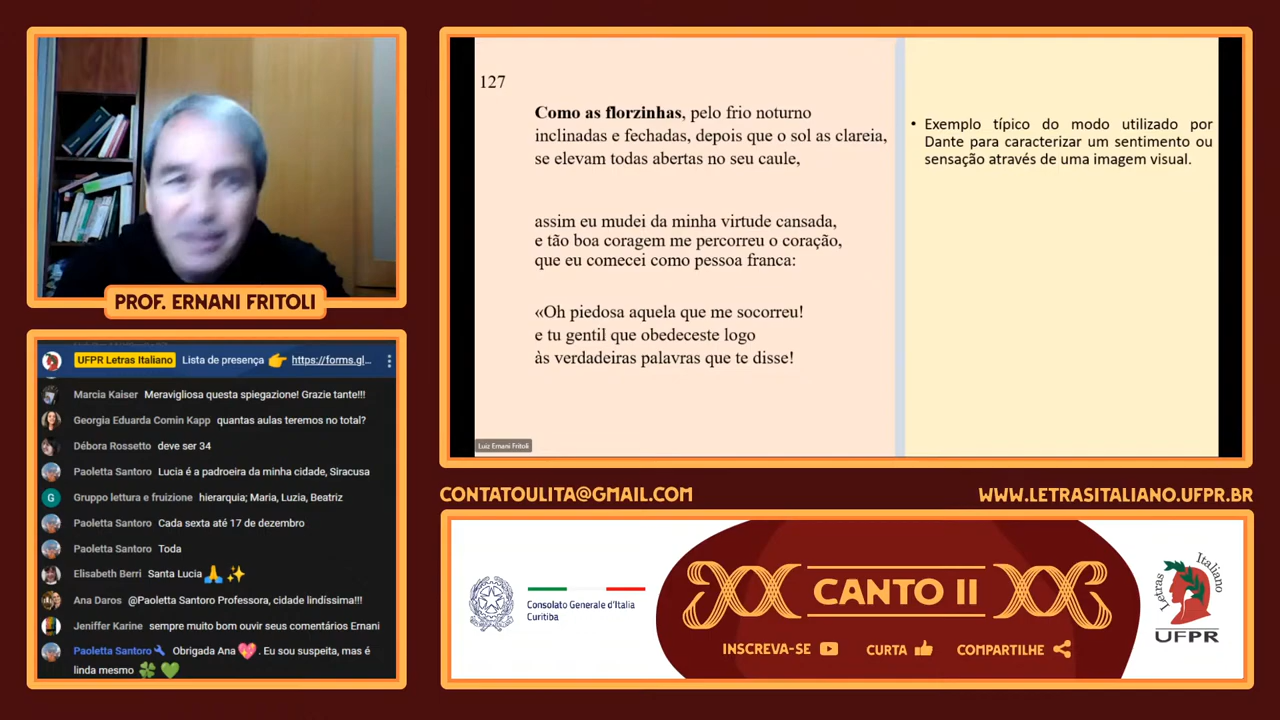 PROF. ERNANI FRITOLI
UFPR Letras Italiano Lista de presença 👉 https://forms.gl...
Marcia Kaiser Meravigliosa questa spiegazione! Grazie tante!!!
Georgia Eduarda Comin Kapp quantas aulas teremos no total?
Débora Rossetto deve ser 34
Paoletta Santoro Lucia é a padroeira da minha cidade, Siracusa
G Gruppo lettura e fruizione hierarquia; Maria, Luzia, Beatriz
Paoletta Santoro Cada sexta até 17 de dezembro
Paoletta Santoro Toda
Elisabeth Berri Santa Lucia 🙏 ✨
Ana Daros @Paoletta Santoro Professora, cidade lindíssima!!!
Jeniffer Karine sempre muito bom ouvir seus comentários Ernani
Paoletta Santoro Obrigada Ana 💖 . Eu sou suspeita, mas é
linda mesmo 🍀 💚
127
Como as florzinhas, pelo frio noturno
inclinadas e fechadas, depois que o sol as clareia,
se elevam todas abertas no seu caule,
assim eu mudei da minha virtude cansada,
e tão boa coragem me percorreu o coração,
que eu comecei como pessoa franca:
«Oh piedosa aquela que me socorreu!
e tu gentil que obedeceste logo
às verdadeiras palavras que te disse!
Luiz Ernani Fritoli
• Exemplo típico do modo utilizado por
Dante para caracterizar um sentimento ou
sensação através de uma imagem visual.
CONTATOULITA@GMAIL.COM
WWW.LETRASITALIANO.UFPR.BR
Consolato Generale d'Italia
Curitiba
CANTO II
INSCREVA-SE
CURTA
COMPARTILHE
Letras Italiano
UFPR